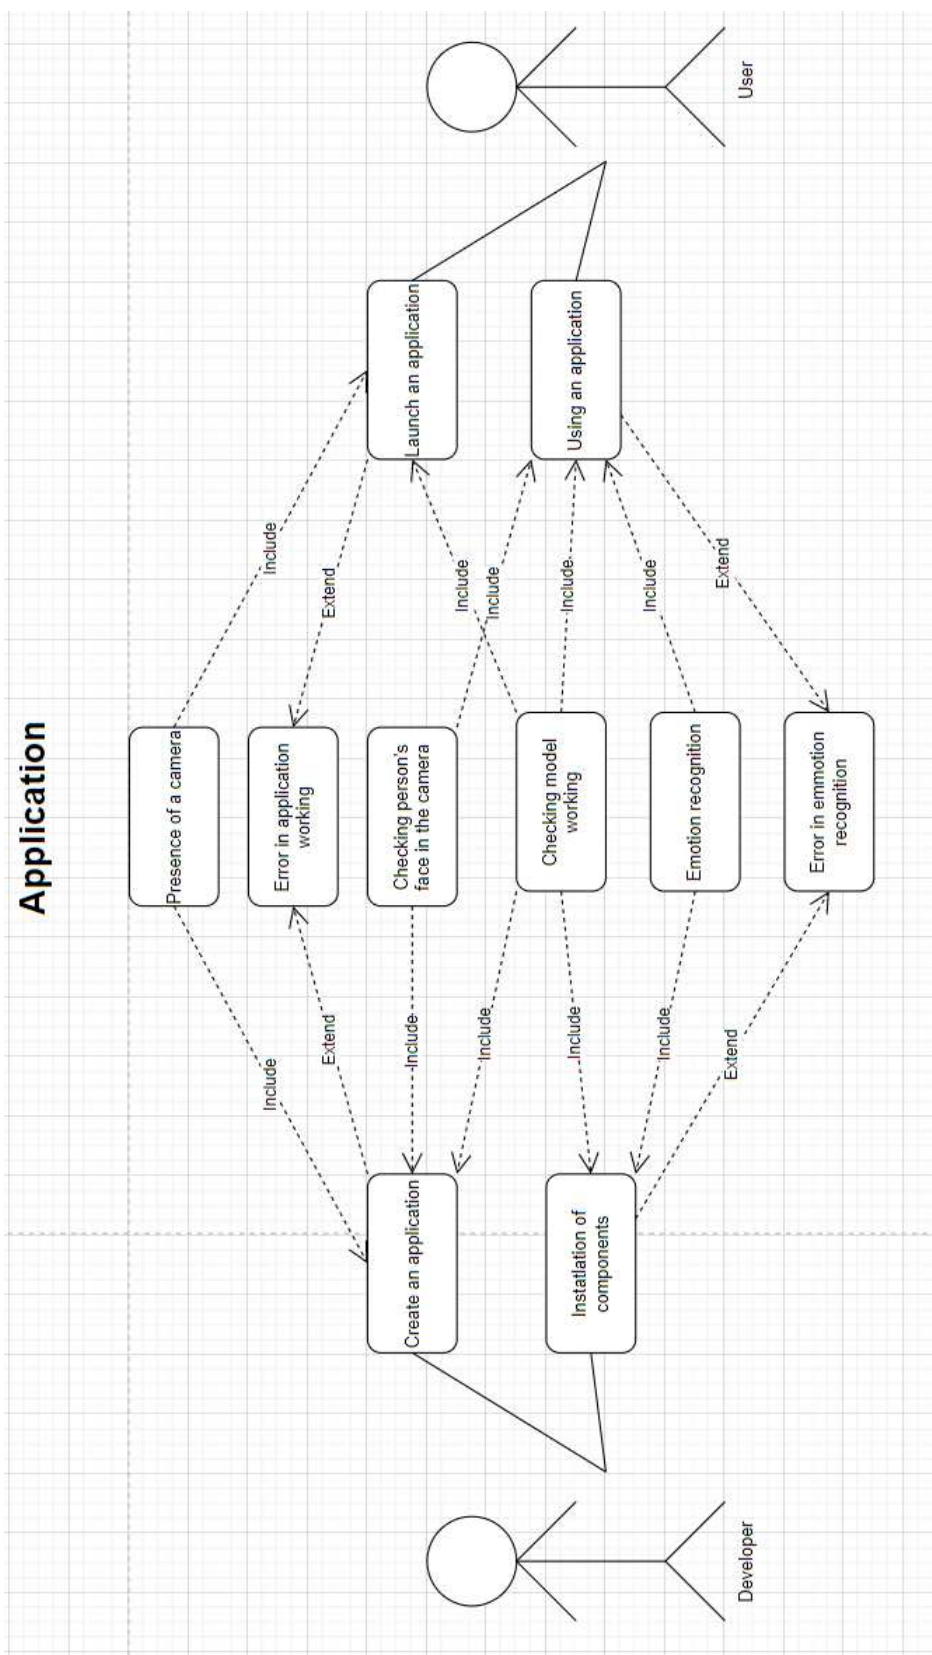 Application
Presence of a camera
Include
Include
Error in application
working
Extend
Extend
Create an application
Checking person's
face in the camera
Launch an application
Include
Include
Include
Include
Checking model
working
Include
Include
Instatlation of
components
Using an application
Include
Include
Emotion recognition
Extend
Extend
Developer
User
Error in emmotion
recognition